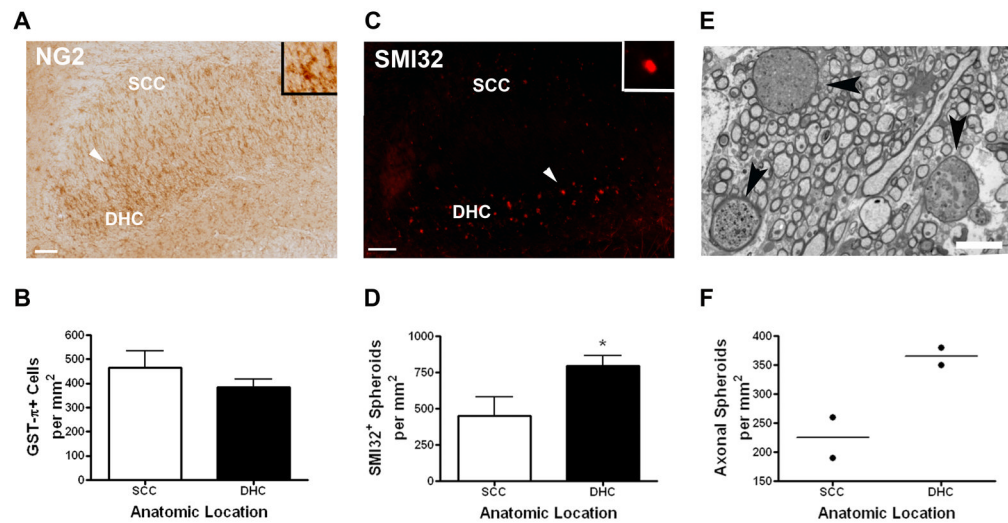 A
C
E
NG2
SCC
DHC
SMI32
SCC
DHC
B
GST-π+ Cells
per mm²
600
500
400
300
200
100
0
SCC
DHC
Anatomic Location
D
SMI32⁺ Spheroids
per mm²
1000
750
500
250
0
*
SCC
DHC
Anatomic Location
F
Axonal Spheroids
per mm²
400
350
300
250
200
150
SCC
DHC
Anatomic Location